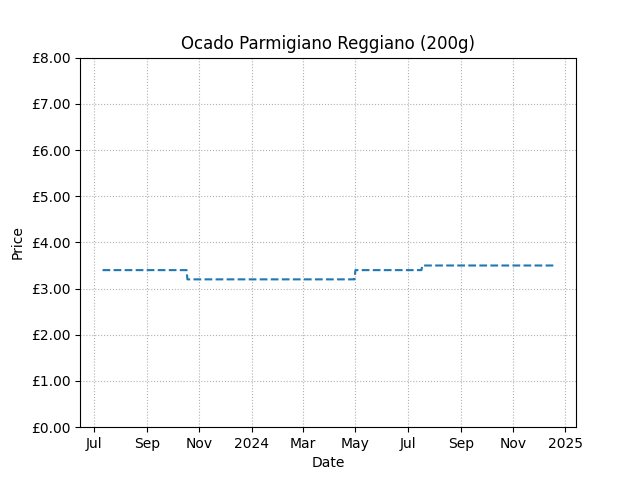 Ocado Parmigiano Reggiano (200g)
£8.00
£7.00
£6.00
£5.00
£4.00
£3.00
£2.00
£1.00
£0.00
Price
Jul Sep Nov 2024 Mar May Jul Sep Nov 2025
Date